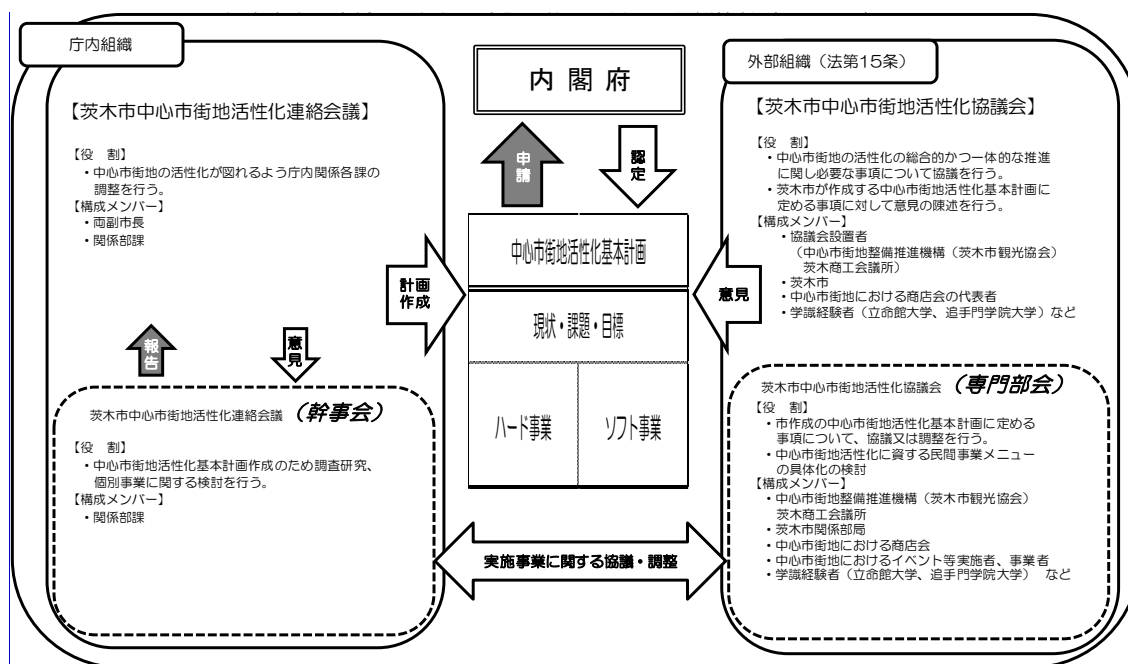 庁内組織
【茨木市中心市街地活性化連絡会議】
【役　割】
・中心市街地の活性化が図れるよう庁内関係各課の
調整を行う。
【構成メンバー】
・両副市長
・関係部課
報告
意見
茨木市中心市街地活性化連絡会議（幹事会）
【役　割】
・中心市街地活性化基本計画作成のため調査研究、
個別事業に関する検討を行う。
【構成メンバー】
・関係部課
内閣府
申請
認定
計画
作成
中心市街地活性化基本計画
現状・課題・目標
ハード事業
ソフト事業
意見
実施事業に関する協議・調整
外部組織（法第15条）
【茨木市中心市街地活性化協議会】
【役　割】
・中心市街地の活性化の総合的かつ一体的な推進
に関し必要な事項について協議を行う。
・茨木市が作成する中心市街地活性化基本計画に
定める事項に対して意見の陳述を行う。
【構成メンバー】
・協議会設置者
（中心市街地整備推進機構（茨木市観光協会）
茨木商工会議所）
・茨木市
・中心市街地における商店会の代表者
・学識経験者（立命館大学、追手門学院大学）など
茨木市中心市街地活性化協議会（専門部会）
【役　割】
・市作成の中心市街地活性化基本計画に定める
事項について、協議又は調整を行う。
・中心市街地活性化に資する民間事業メニュー
の具体化の検討
【構成メンバー】
・中心市街地整備推進機構（茨木市観光協会）
茨木商工会議所
・茨木市関係部局
・中心市街地における商店会
・中心市街地におけるイベント等実施者、事業者
・学識経験者（立命館大学、追手門学院大学）　など